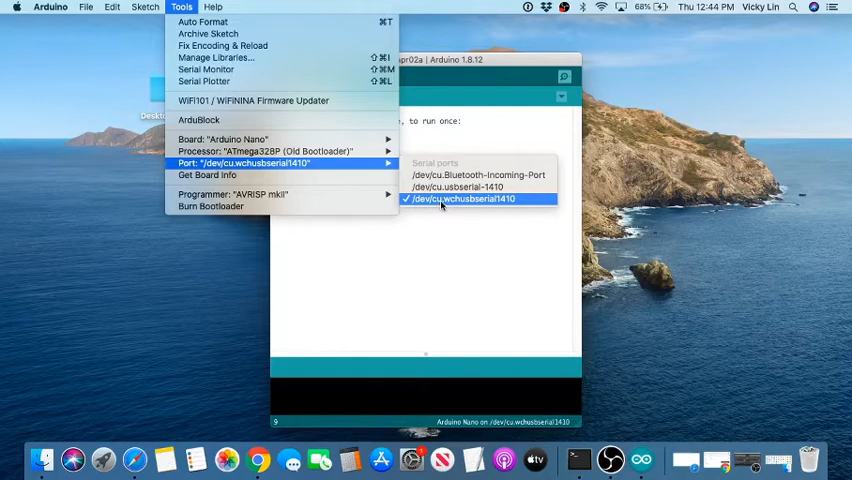 Arduino File Edit Sketch Tools Help 68% Thu 12:44 PM Vicky Lin
Auto Format ⌘T
Archive Sketch
Fix Encoding & Reload
Manage Libraries... ⇧⌘I
Serial Monitor ⇧⌘M
Serial Plotter ⇧⌘L
WiFi101 / WiFiNINA Firmware Updater
ArduBlock
Board: "Arduino Nano"
Processor: "ATmega328P (Old Bootloader)"
Port: "/dev/cu.wchusbserial1410"
Get Board Info
Programmer: "AVRISP mkII"
Burn Bootloader
Serial ports
/dev/cu.Bluetooth-Incoming-Port
/dev/cu.usbserial-1410
✓ /dev/cu.wchusbserial1410
apr02a | Arduino 1.8.12
, to run once:
Deskto
9 Arduino Nano on /dev/cu.wchusbserial1410
tv